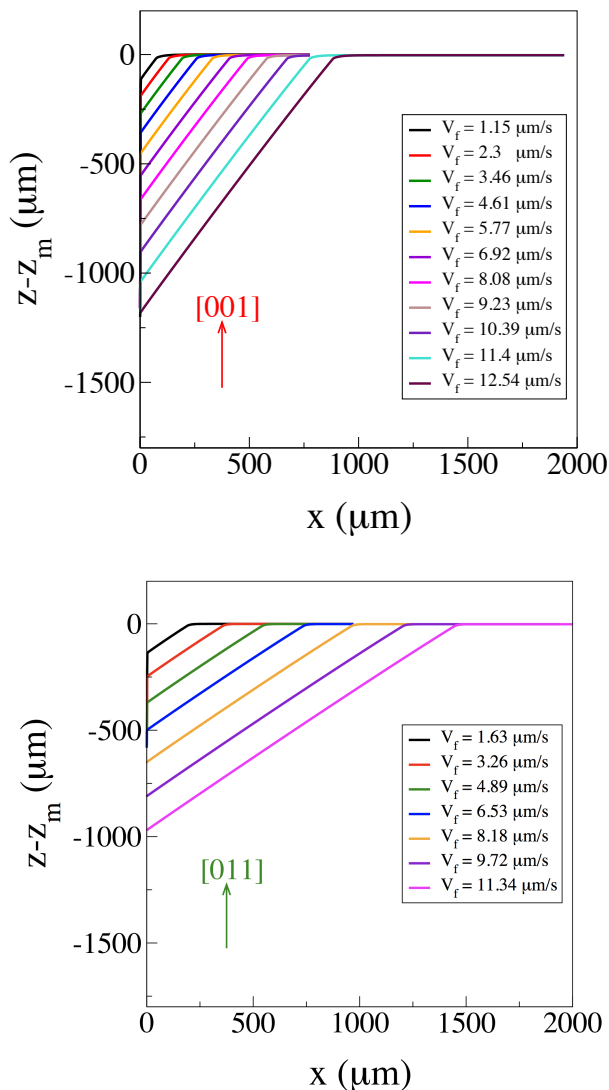 0
-500
-1000
-1500
z-z_m (μm)
[001]
V_f = 1.15 μm/s
V_f = 2.3 μm/s
V_f = 3.46 μm/s
V_f = 4.61 μm/s
V_f = 5.77 μm/s
V_f = 6.92 μm/s
V_f = 8.08 μm/s
V_f = 9.23 μm/s
V_f = 10.39 μm/s
V_f = 11.4 μm/s
V_f = 12.54 μm/s
0 500 1000 1500 2000
x (μm)
0
-500
-1000
-1500
z-z_m (μm)
[011]
V_f = 1.63 μm/s
V_f = 3.26 μm/s
V_f = 4.89 μm/s
V_f = 6.53 μm/s
V_f = 8.18 μm/s
V_f = 9.72 μm/s
V_f = 11.34 μm/s
0 500 1000 1500 2000
x (μm)